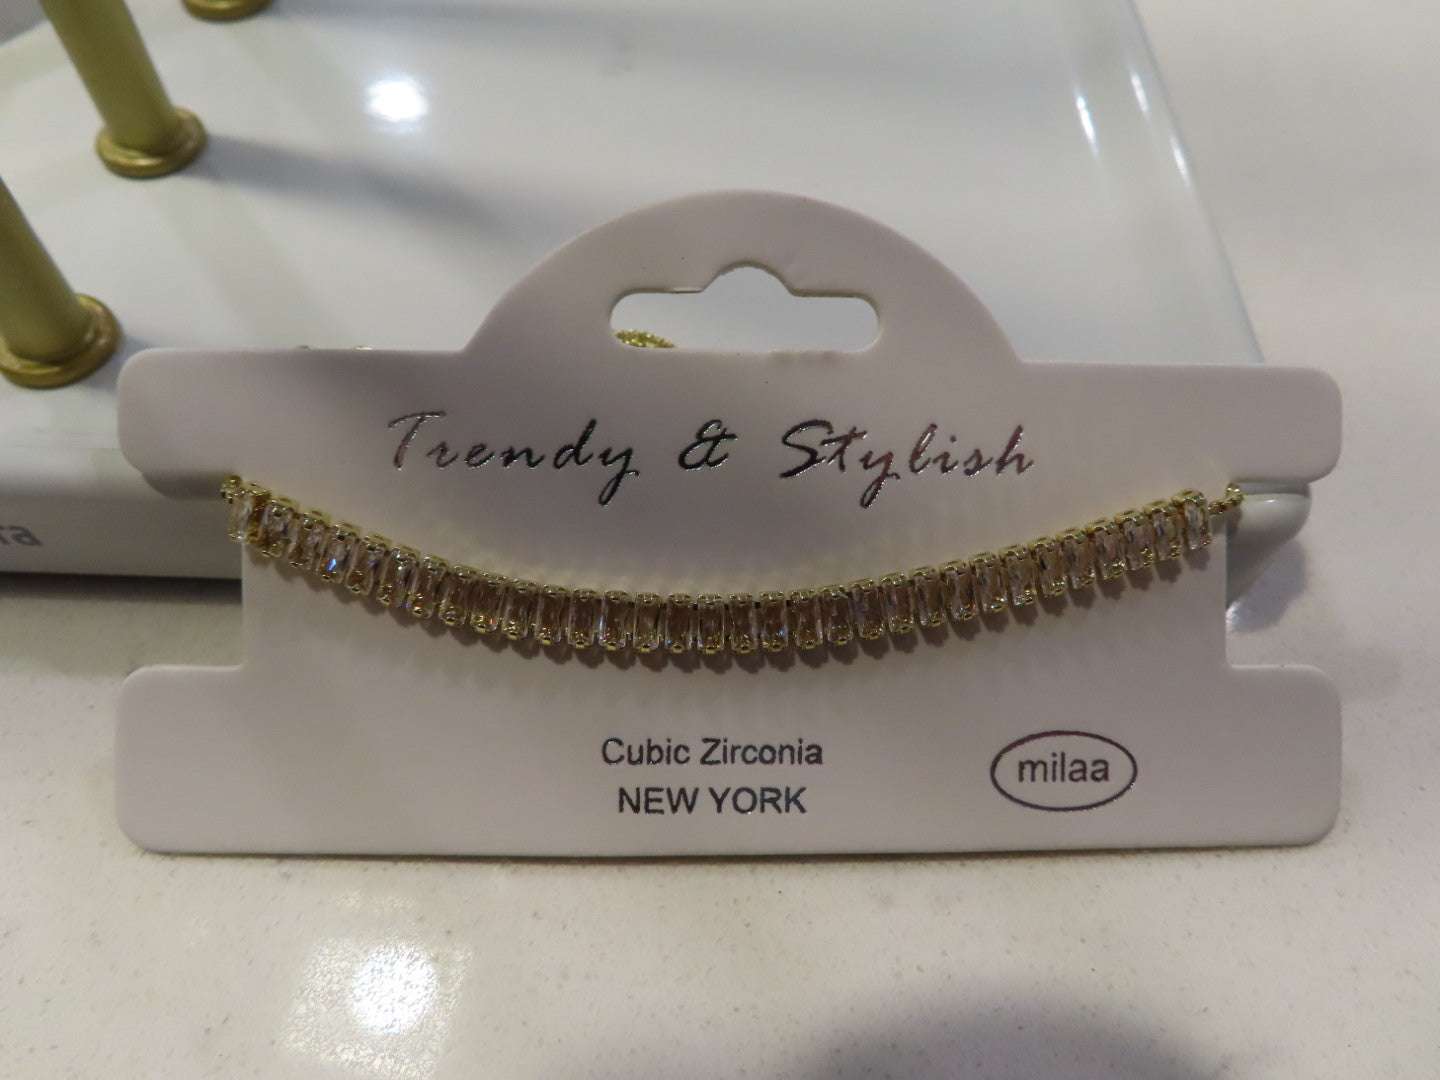 Trendy & Stylish
Cubic Zirconia
NEW YORK
milaa